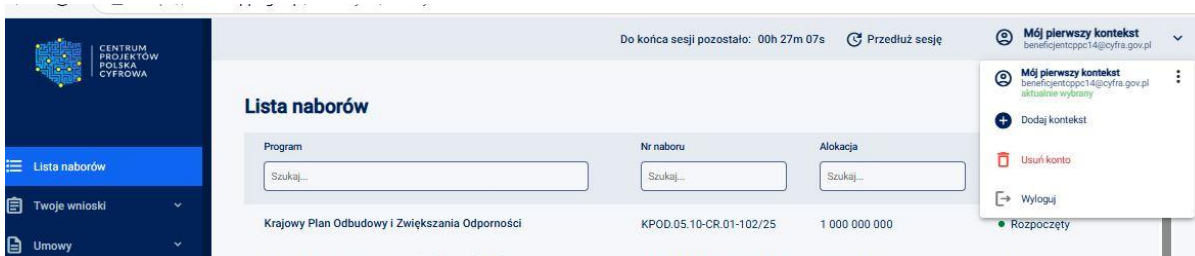 CENTRUM
PROJEKTÓW
POLSKA
CYFROWA
Do końca sesji pozostało: 00h 27m 07s
Przedłuż sesję
Mój pierwszy kontekst
beneficjentcppc14@cyfra.gov.pl
Mój pierwszy kontekst
beneficjentcppc14@cyfra.gov.pl
aktualnie wybrany
Dodaj kontekst
Usuń konto
Wyloguj
Lista naborów
Program Nr naboru Alokacja
Szukaj... Szukaj... Szukaj...
Krajowy Plan Odbudowy i Zwiększania Odporności KPOD.05.10-CR.01-102/25 1 000 000 000 Rozpoczęty
Lista naborów
Twoje wnioski
Umowy